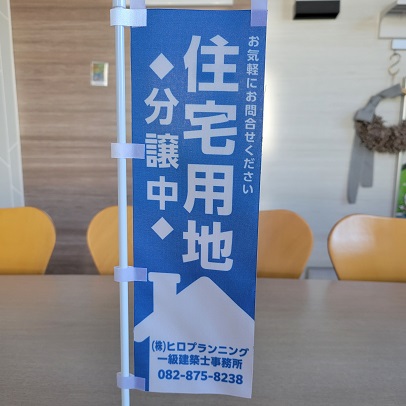 お気軽にお問合せください
住宅用地
◆分譲中◆
(株)ヒロプランニング
一級建築士事務所
082-875-8238